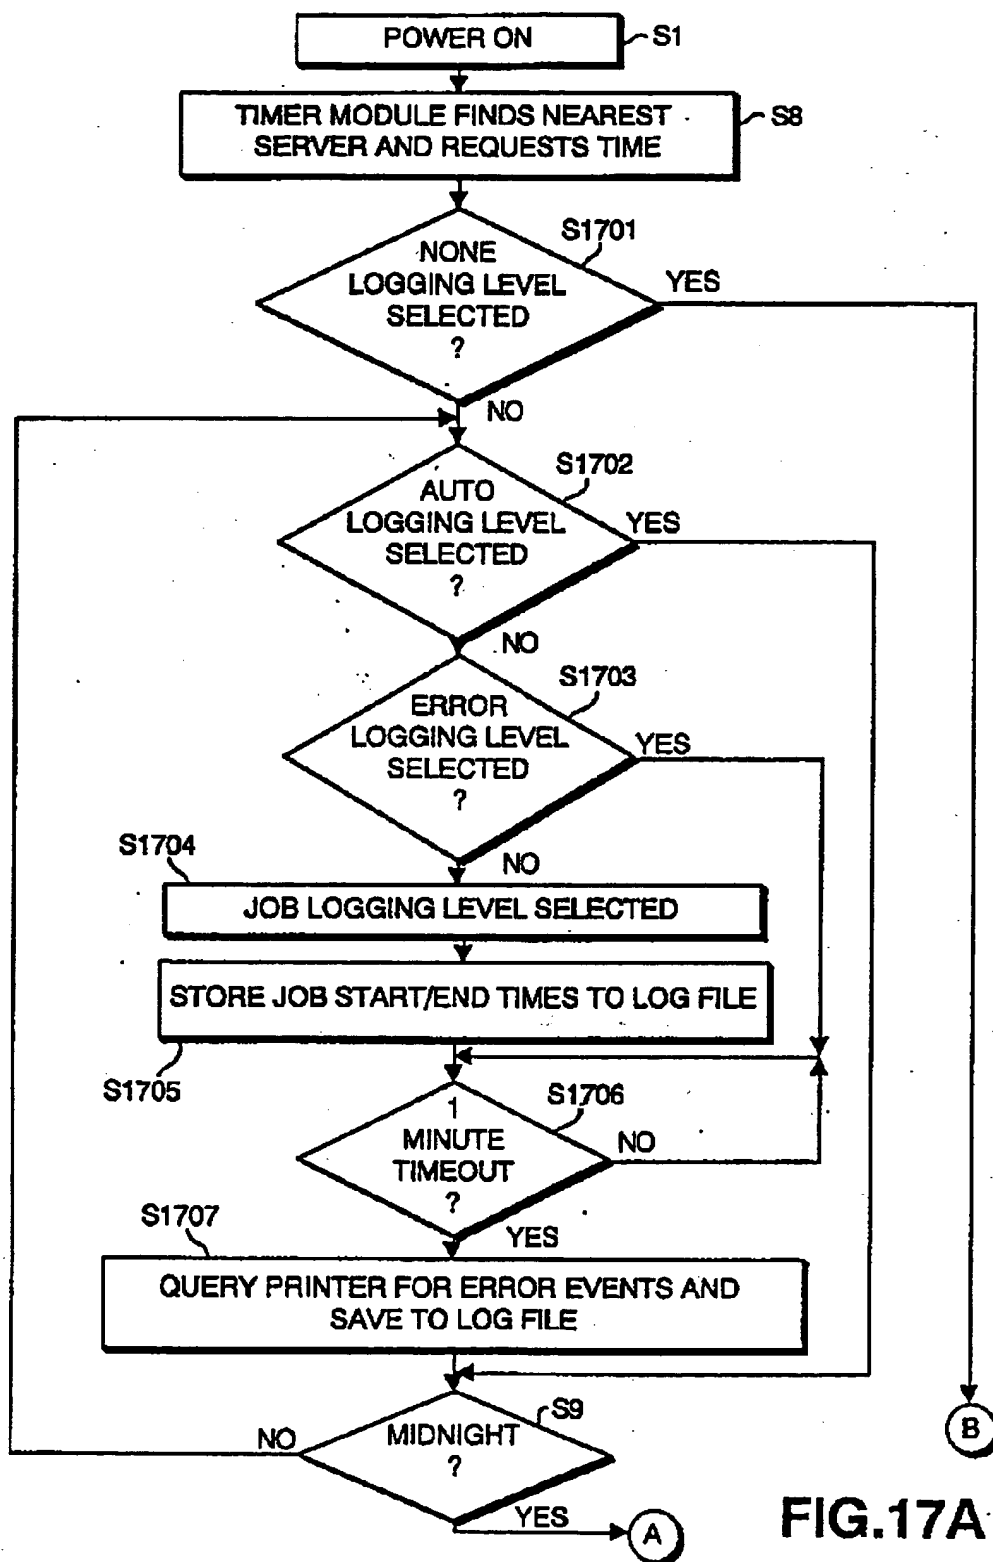 POWER ON
S1
TIMER MODULE FINDS NEAREST
SERVER AND REQUESTS TIME
S8
S1701
NONE
LOGGING LEVEL
SELECTED
?
YES
NO
S1702
AUTO
LOGGING LEVEL
SELECTED
?
YES
NO
S1703
ERROR
LOGGING LEVEL
SELECTED
?
YES
NO
S1704
JOB LOGGING LEVEL SELECTED
STORE JOB START/END TIMES TO LOG FILE
S1705
S1706
1
MINUTE
TIMEOUT
?
NO
YES
S1707
QUERY PRINTER FOR ERROR EVENTS AND
SAVE TO LOG FILE
S9
MIDNIGHT
?
NO
YES
A
B
FIG.17A